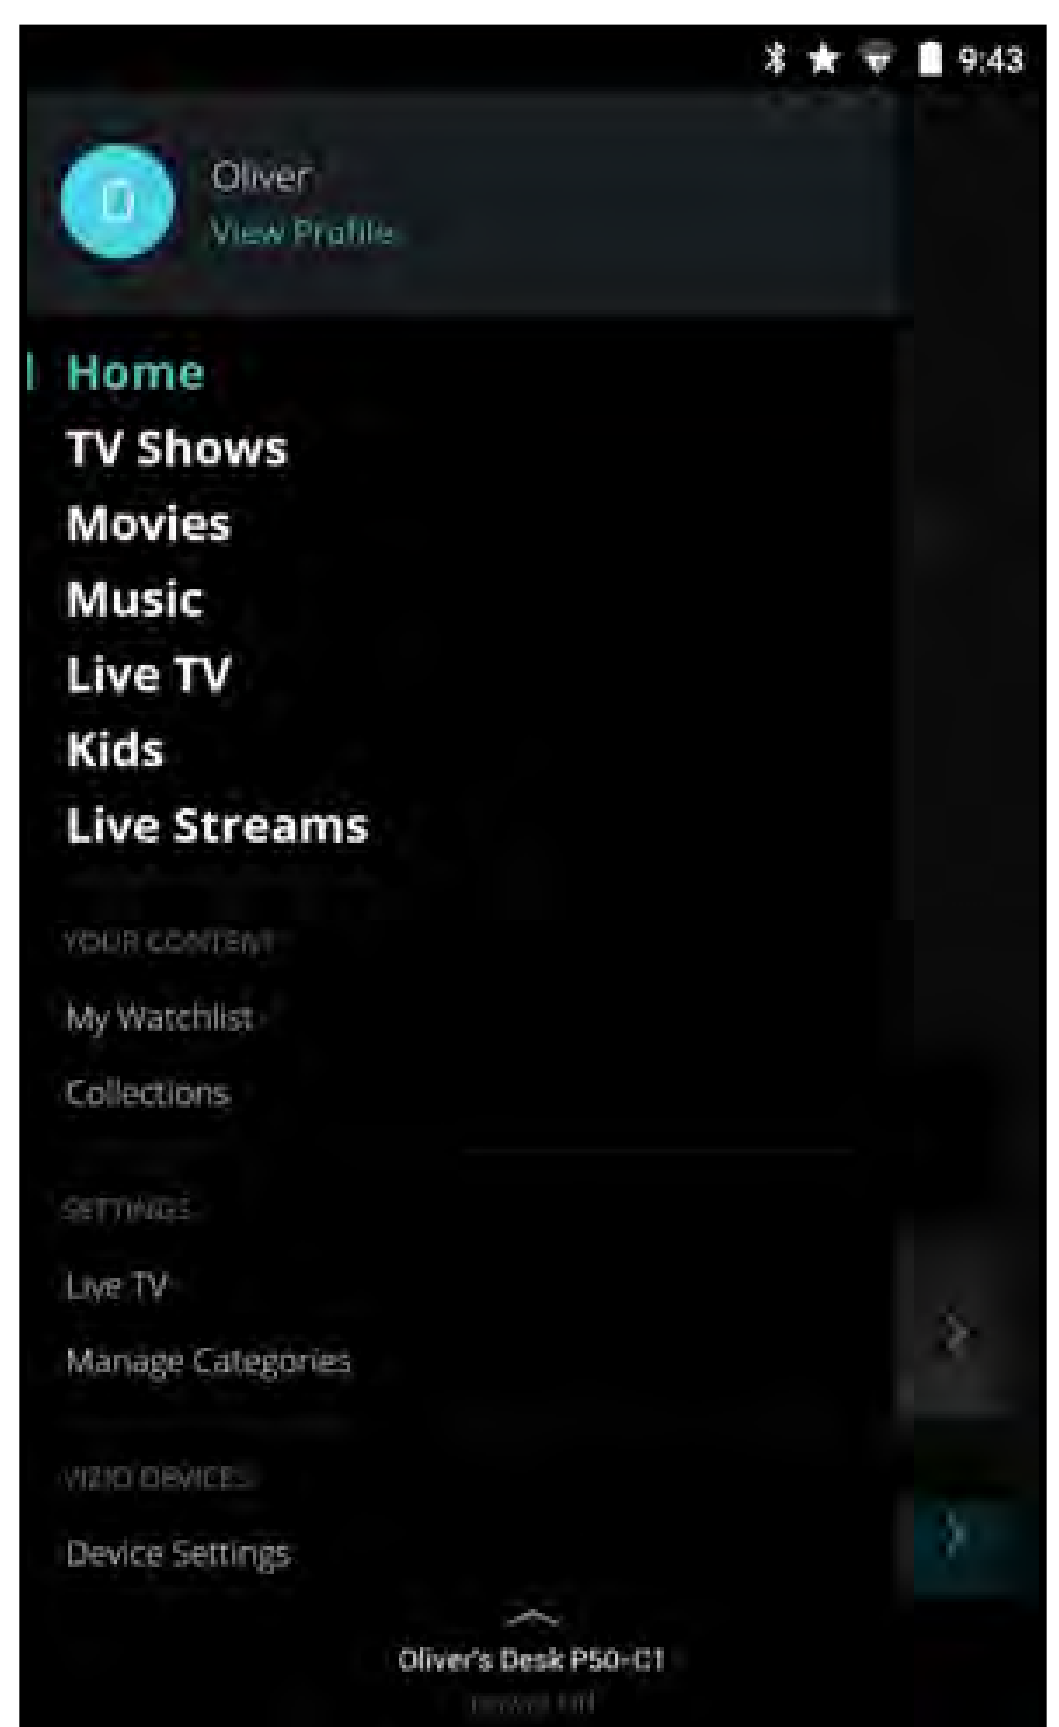 9:43
Oliver
View Profile
Home
TV Shows
Movies
Music
Live TV
Kids
Live Streams
YOUR CONTENT
My Watchlist
Collections
SETTINGS
Live TV
Manage Categories
VIZIO DEVICES
Device Settings
Oliver's Desk P50-C1